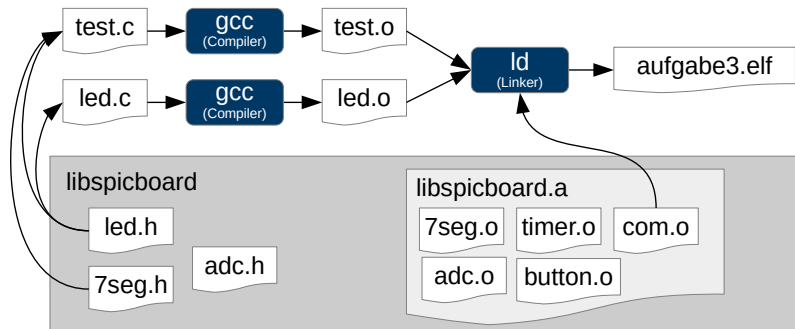 test.c
gcc
(Compiler)
test.o
led.c
gcc
(Compiler)
led.o
ld
(Linker)
aufgabe3.elf
libspicboard
led.h
7seg.h
adc.h
libspicboard.a
7seg.o
timer.o
com.o
adc.o
button.o